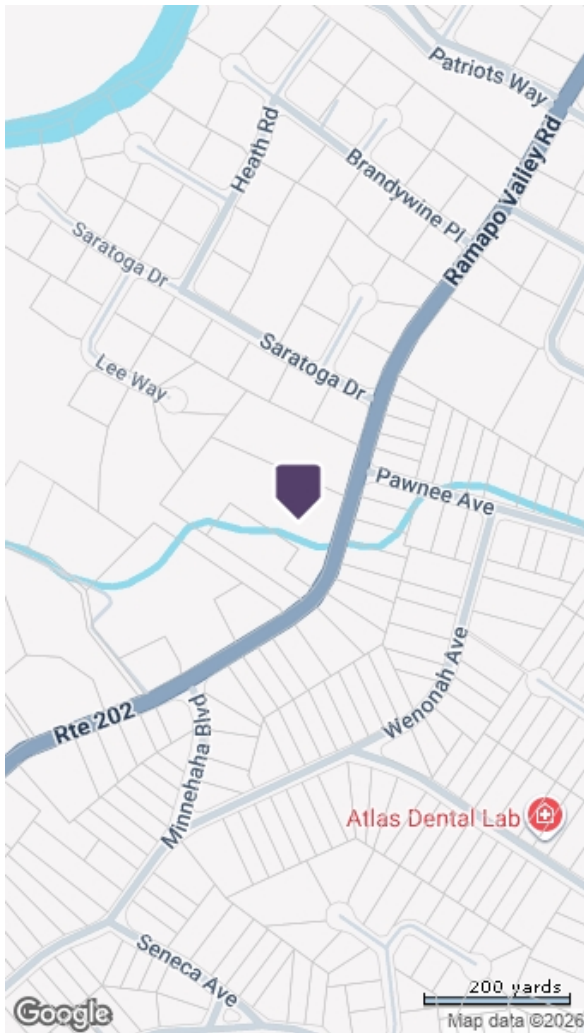 Patriots Way
Heath Rd
Brandywine Pl
Ramapo Valley Rd
Saratoga Dr
Saratoga Dr
Lee Way
Pawnee Ave
Wenonah Ave
Rte 202
Minnehaha Blvd
Atlas Dental Lab
Seneca Ave
200 yards
Google
Map data ©2026